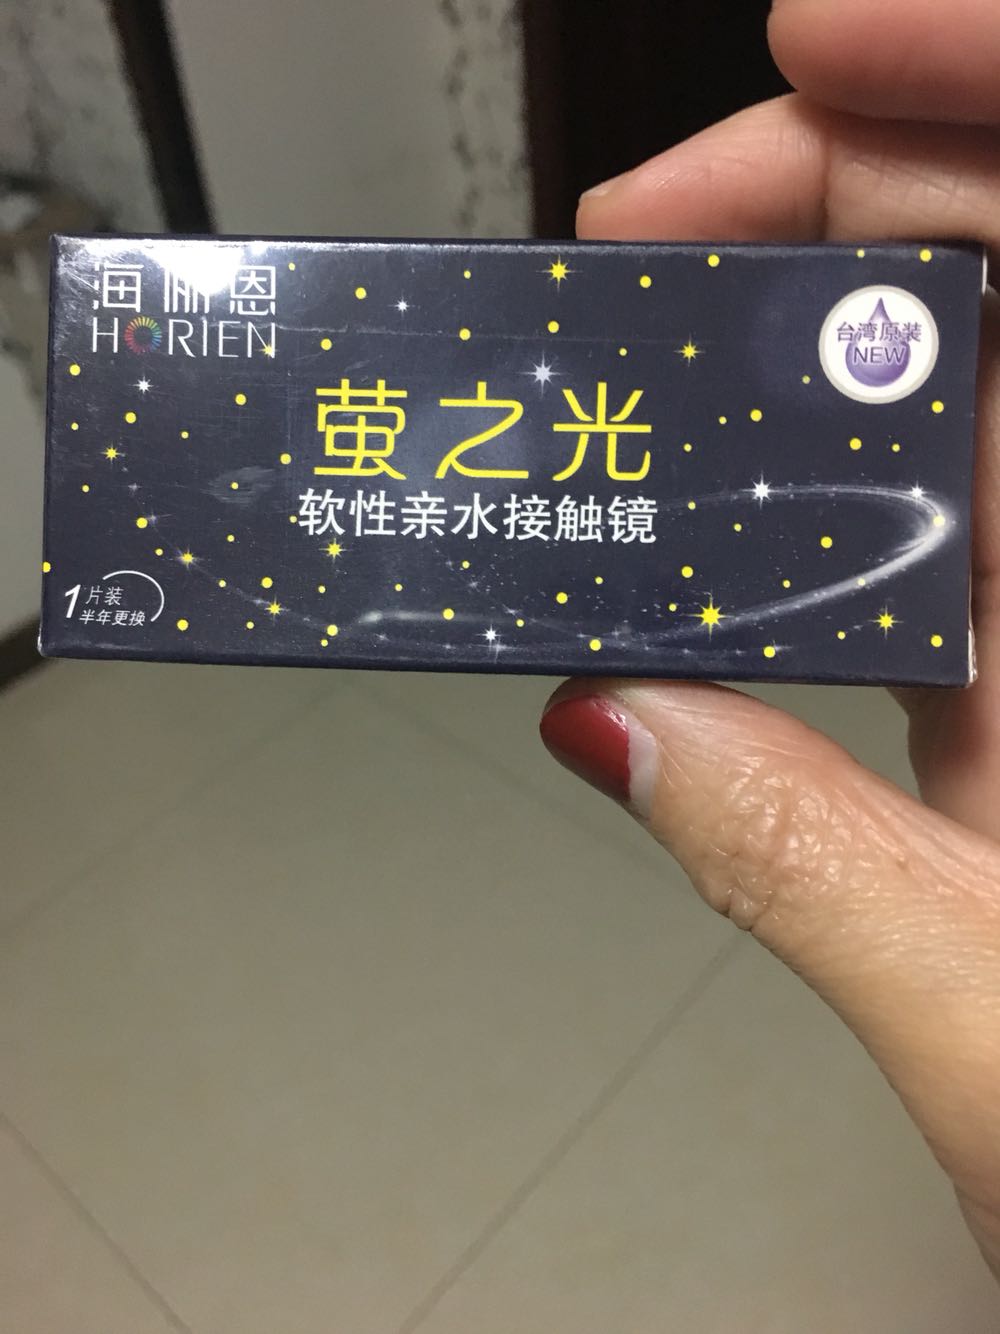 海俪恩
HORIEN
台湾原装
NEW
萤之光
软性亲水接触镜
1片装
半年更换